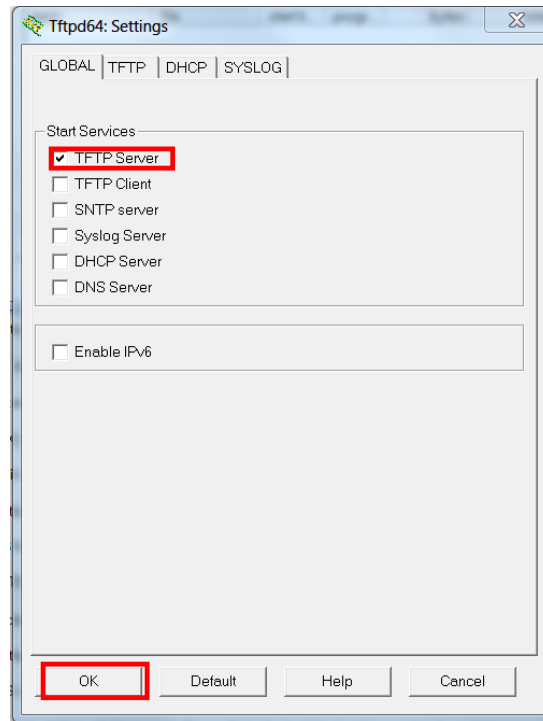 Tftpd64: Settings
GLOBAL TFTP DHCP SYSLOG
Start Services
TFTP Server
TFTP Client
SNTP server
Syslog Server
DHCP Server
DNS Server
Enable IPv6
OK Default Help Cancel